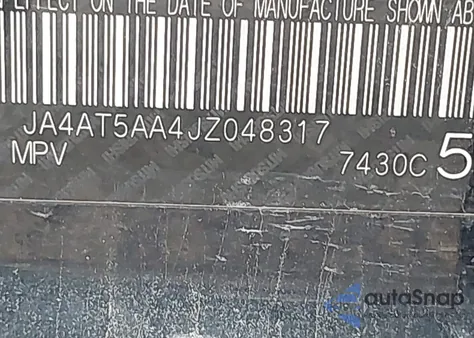 EFFECT ON THE DATE OF MANUFACTURE SHOWN AB
JA4AT5AA4JZ048317
MPV 7430C 5
autoSnap